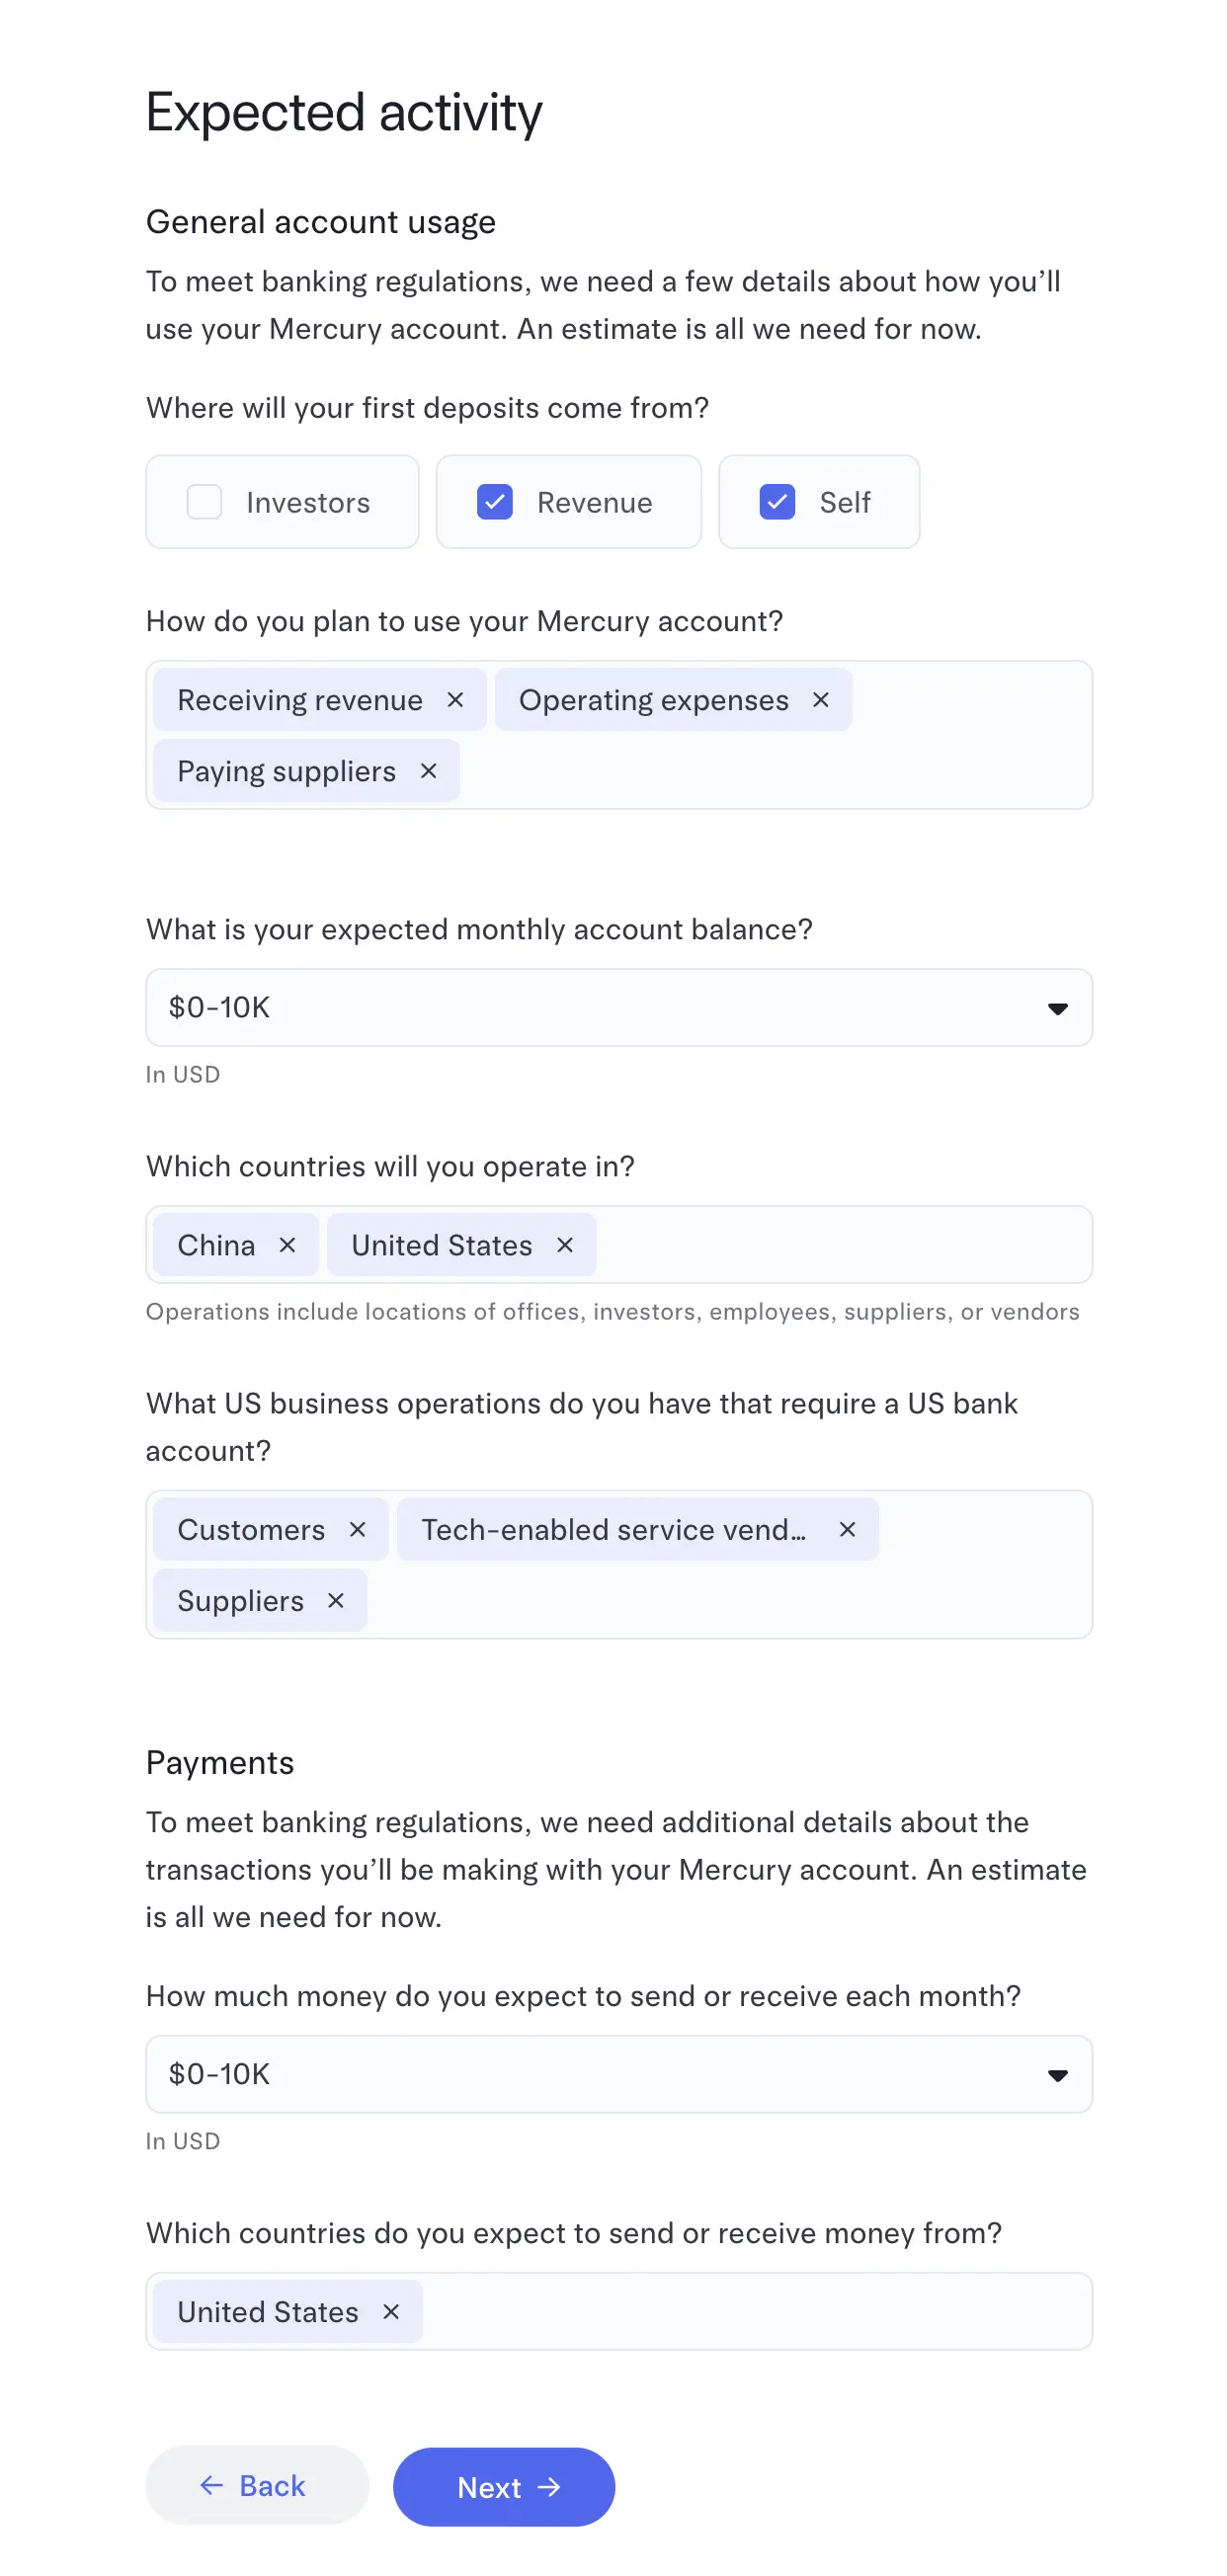 Expected activity
General account usage
To meet banking regulations, we need a few details about how you’ll
use your Mercury account. An estimate is all we need for now.
Where will your first deposits come from?
Investors Revenue Self
How do you plan to use your Mercury account?
Receiving revenue × Operating expenses ×
Paying suppliers ×
What is your expected monthly account balance?
$0-10K
In USD
Which countries will you operate in?
China × United States ×
Operations include locations of offices, investors, employees, suppliers, or vendors
What US business operations do you have that require a US bank
account?
Customers × Tech-enabled service vend... ×
Suppliers ×
Payments
To meet banking regulations, we need additional details about the
transactions you’ll be making with your Mercury account. An estimate
is all we need for now.
How much money do you expect to send or receive each month?
$0-10K
In USD
Which countries do you expect to send or receive money from?
United States ×
← Back Next →